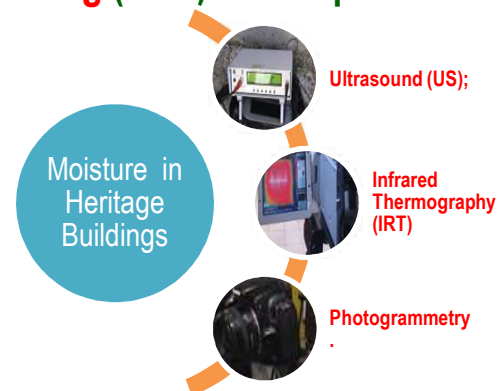 Moisture in
Heritage
Buildings
Ultrasound (US);
Infrared
Thermography
(IRT)
Photogrammetry
.